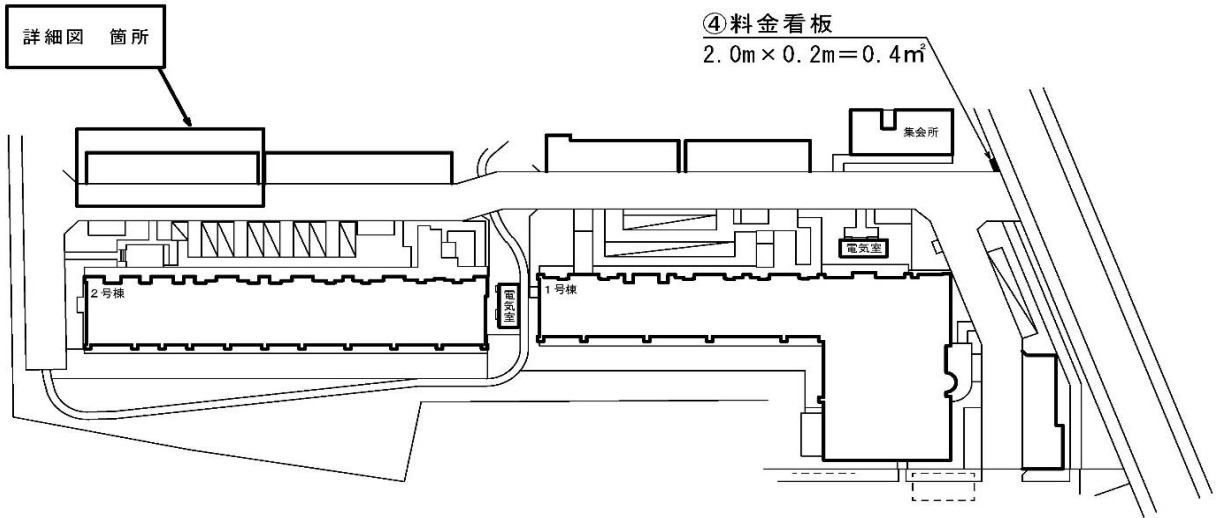 詳細図　箇所
④料金看板
2.0m×0.2m=0.4㎡
集会所
電気室
2号棟
電気室
1号棟